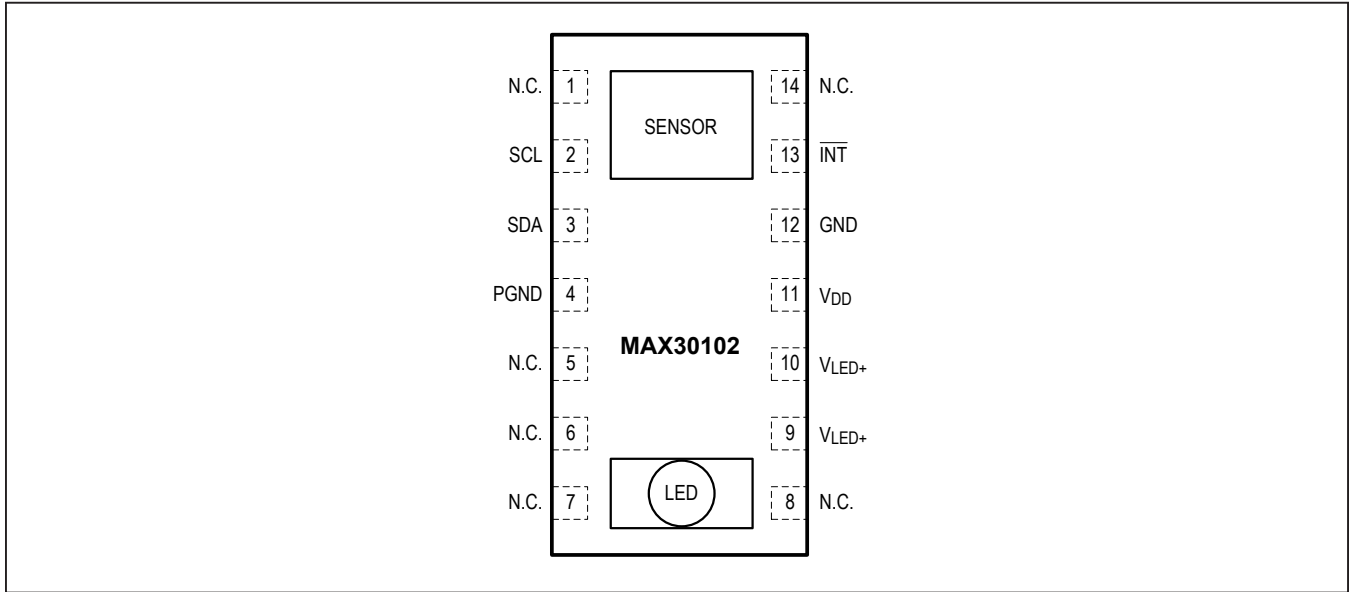 N.C. 1 14 N.C.
SENSOR
SCL 2 13 I̅N̅T̅
SDA 3 12 GND
PGND 4 11 VDD
MAX30102
N.C. 5 10 VLED+
N.C. 6 9 VLED+
LED
N.C. 7 8 N.C.